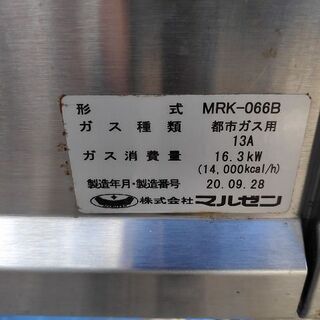 形 式 MRK-066B
ガス種類 都市ガス用
13A
ガス消費量 16.3kW
(14,000kcal/h)
製造年月・製造番号 20.09.28
株式会社マルゼン